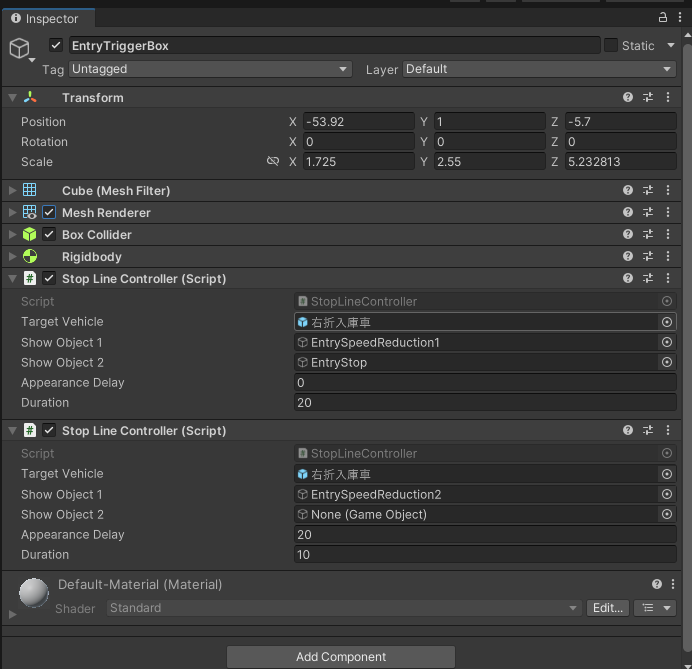 Inspector
EntryTriggerBox Static
Tag Untagged Layer Default
Transform
Position X -53.92 Y 1 Z -5.7
Rotation X 0 Y 0 Z 0
Scale X 1.725 Y 2.55 Z 5.232813
Cube (Mesh Filter)
Mesh Renderer
Box Collider
Rigidbody
# Stop Line Controller (Script)
Script # StopLineController
Target Vehicle 右折入庫車
Show Object 1 EntrySpeedReduction1
Show Object 2 EntryStop
Appearance Delay 0
Duration 20
# Stop Line Controller (Script)
Script # StopLineController
Target Vehicle 右折入庫車
Show Object 1 EntrySpeedReduction2
Show Object 2 None (Game Object)
Appearance Delay 20
Duration 10
Default-Material (Material)
Shader Standard Edit...
Add Component